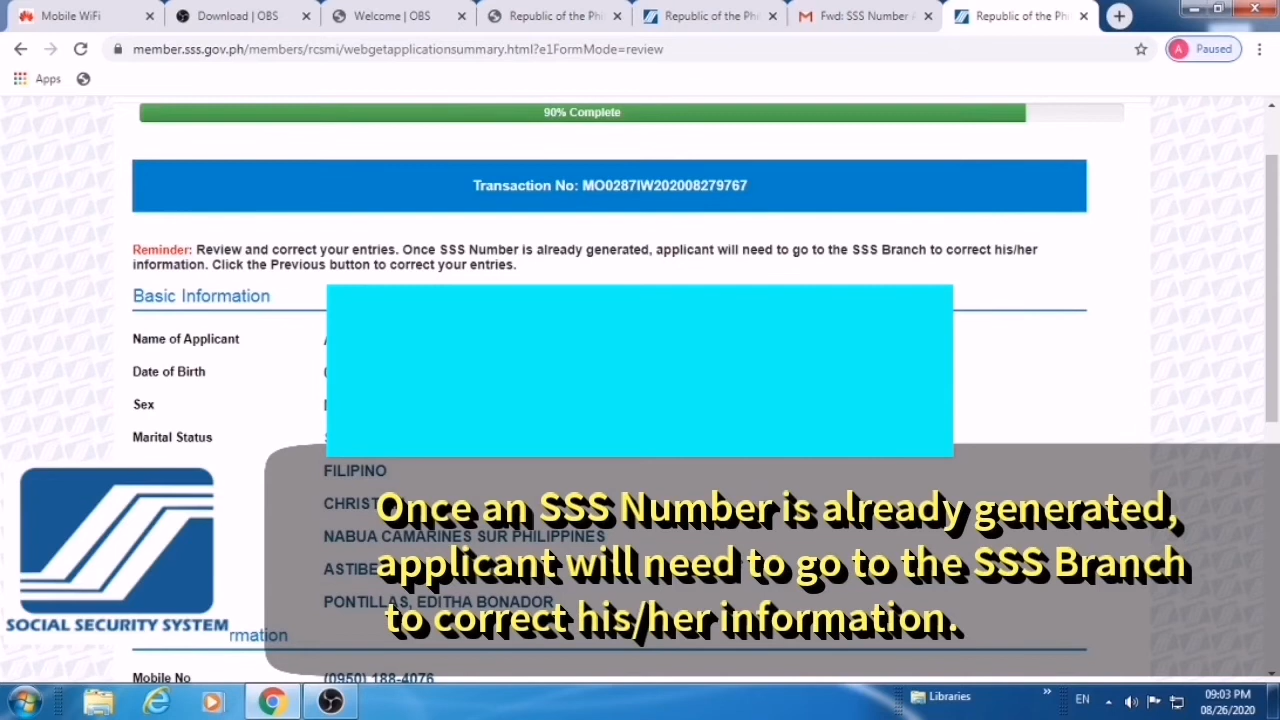 Mobile WiFi
Download | OBS
Welcome | OBS
Republic of the Phi
Republic of the Phi
Fwd: SSS Number A
Republic of the Ph
member.sss.gov.ph/members/rcsmi/webgetapplicationsummary.html?e1FormMode=review
A Paused
Apps
90% Complete
Transaction No: MO0287IW202008279767
Reminder: Review and correct your entries. Once SSS Number is already generated, applicant will need to go to the SSS Branch to correct his/her
information. Click the Previous button to correct your entries.
Basic Information
Name of Applicant
Date of Birth
Sex
Marital Status
FILIPINO
CHRIST
NABUA CAMARINES SUR PHILIPPINES
ASTIBE
PONTILLAS, EDITHA BONADOR
Once an SSS Number is already generated,
applicant will need to go to the SSS Branch
to correct his/her information.
SOCIAL SECURITY SYSTEM
rmation
Mobile No
(0950) 188-4076
Libraries
EN
09:03 PM
08/26/2020